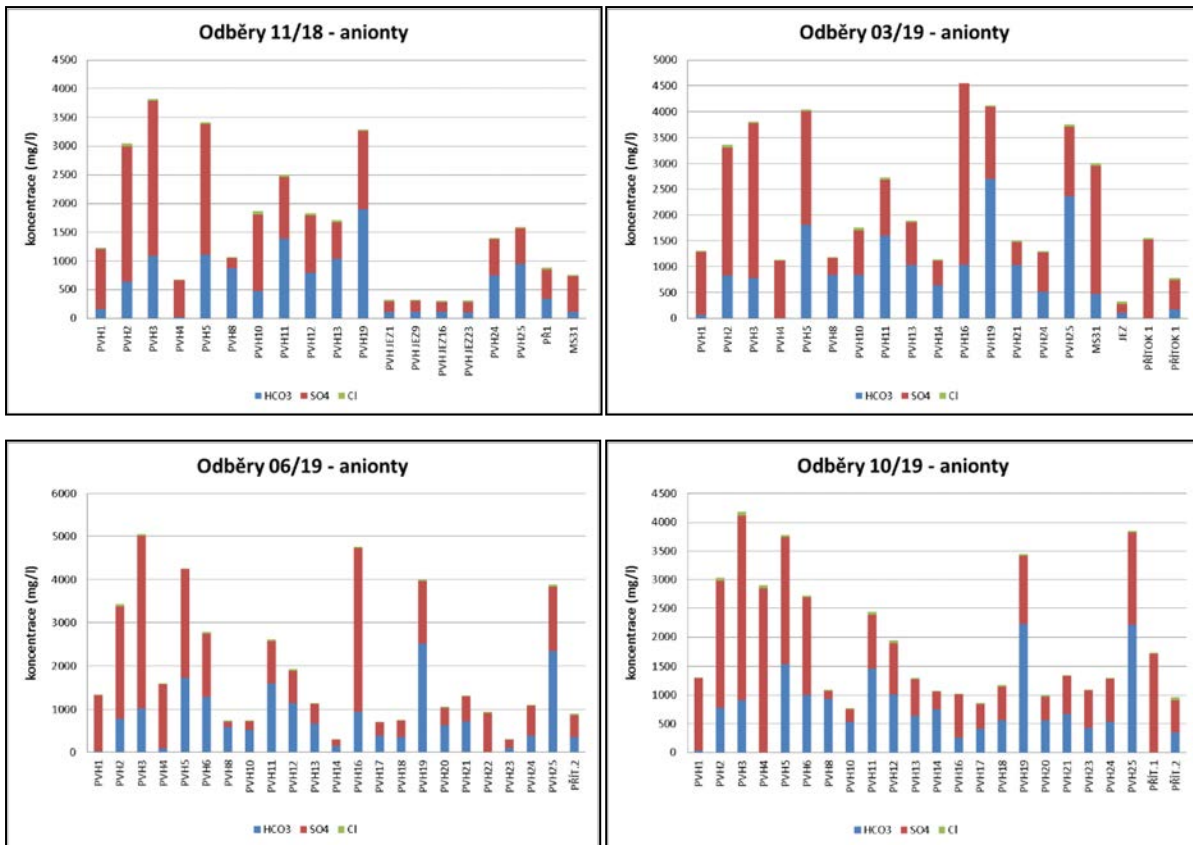 Odběry 11/18 - anionty
koncentrace (mg/l)
4500
4000
3500
3000
2500
2000
1500
1000
500
0
PVH1
PVH2
PVH3
PVH4
PVH5
PVH8
PVH10
PVH11
PVH12
PVH13
PVH19
PVH JEZ1
PVH JEZ9
PVH JEZ16
PVH JEZ23
PVH24
PVH25
PŘ1
MS31
HCO3 SO4 Cl
Odběry 03/19 - anionty
koncentrace (mg/l)
5000
4500
4000
3500
3000
2500
2000
1500
1000
500
0
PVH1
PVH2
PVH3
PVH4
PVH5
PVH8
PVH10
PVH11
PVH13
PVH14
PVH16
PVH19
PVH21
PVH24
PVH25
MS31
JEZ
PŘÍTOK 1
PŘÍTOK 1
HCO3 SO4 Cl
Odběry 06/19 - anionty
koncentrace (mg/l)
6000
5000
4000
3000
2000
1000
0
PVH1
PVH2
PVH3
PVH4
PVH5
PVH6
PVH8
PVH10
PVH11
PVH12
PVH13
PVH14
PVH16
PVH17
PVH18
PVH19
PVH20
PVH21
PVH22
PVH23
PVH24
PVH25
PŘÍT.2
HCO3 SO4 Cl
Odběry 10/19 - anionty
koncentrace (mg/l)
4500
4000
3500
3000
2500
2000
1500
1000
500
0
PVH1
PVH2
PVH3
PVH4
PVH5
PVH6
PVH8
PVH10
PVH11
PVH12
PVH13
PVH14
PVH16
PVH17
PVH18
PVH19
PVH20
PVH21
PVH23
PVH24
PVH25
PŘÍT.1
PŘÍT.2
HCO3 SO4 Cl